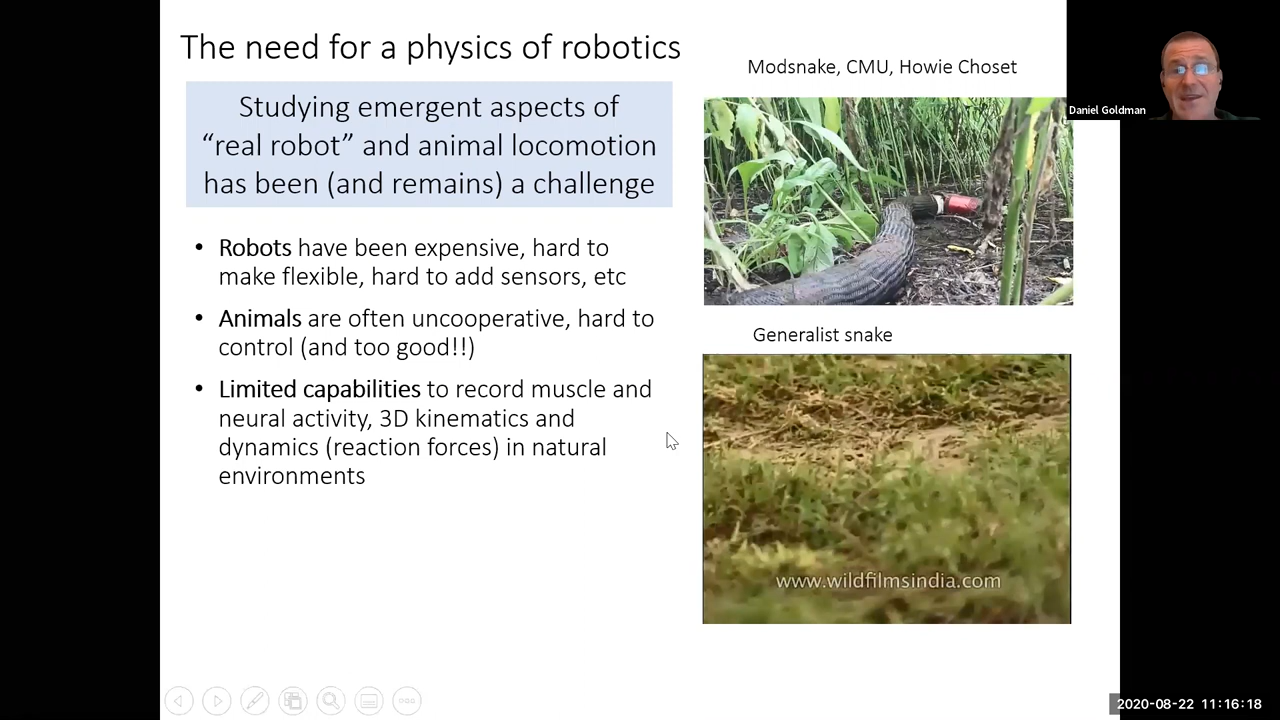 The need for a physics of robotics
Modsnake, CMU, Howie Choset
Daniel Goldman
Studying emergent aspects of
“real robot” and animal locomotion
has been (and remains) a challenge
• Robots have been expensive, hard to
make flexible, hard to add sensors, etc
• Animals are often uncooperative, hard to
control (and too good!!)
• Limited capabilities to record muscle and
neural activity, 3D kinematics and
dynamics (reaction forces) in natural
environments
Generalist snake
www.wildfilmsindia.com
2020-08-22 11:16:18